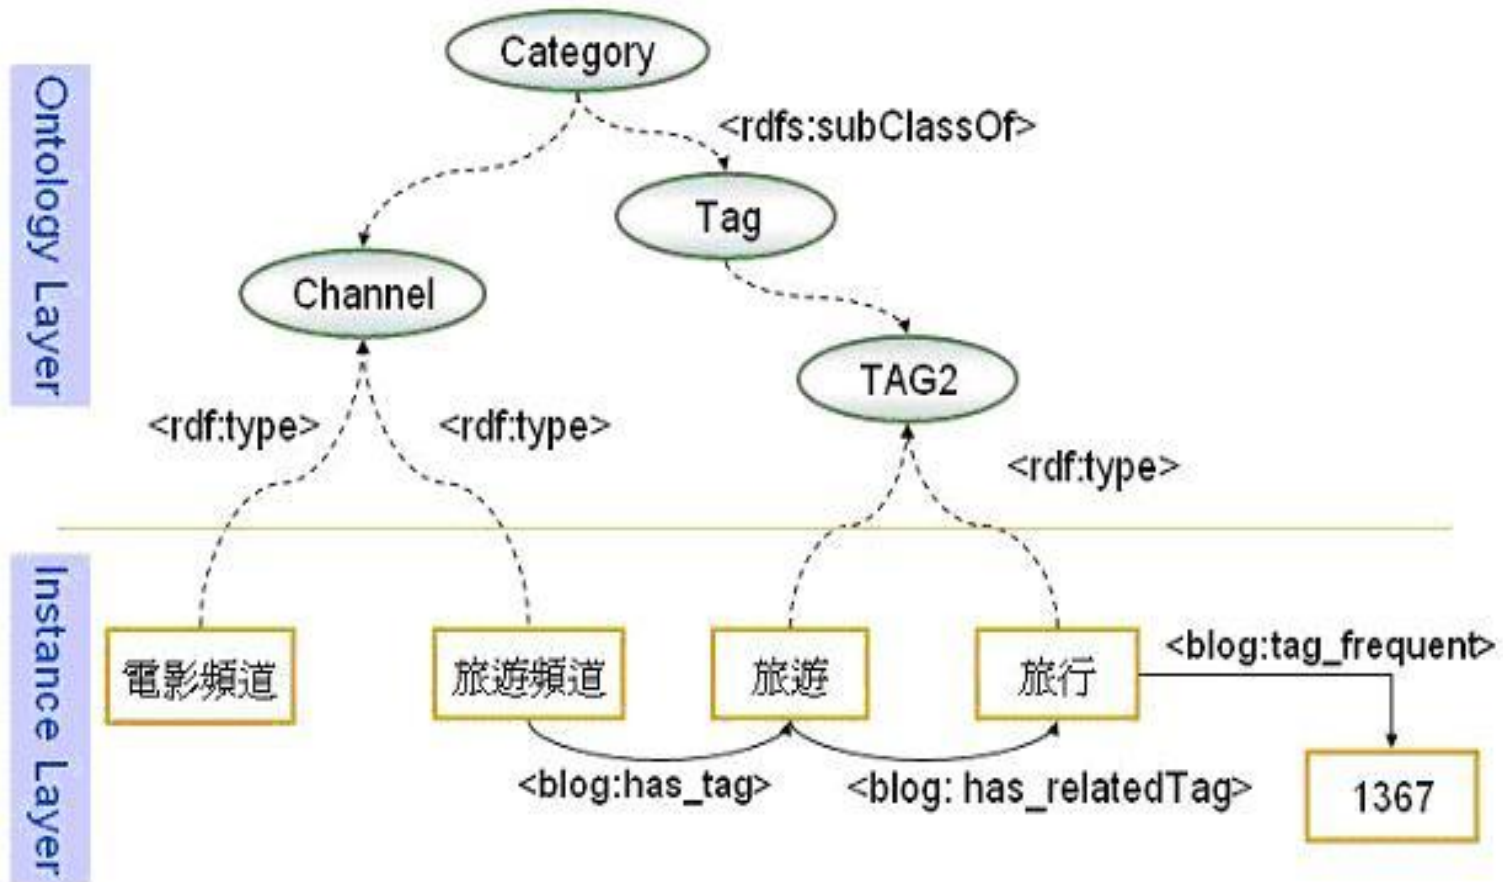 Ontology Layer
Category
<rdfs:subClassOf>
Tag
Channel
TAG2
<rdf:type>
<rdf:type>
<rdf:type>
Instance Layer
電影頻道
旅遊頻道
旅遊
旅行
<blog:tag_frequent>
<blog:has_tag>
<blog: has_relatedTag>
1367